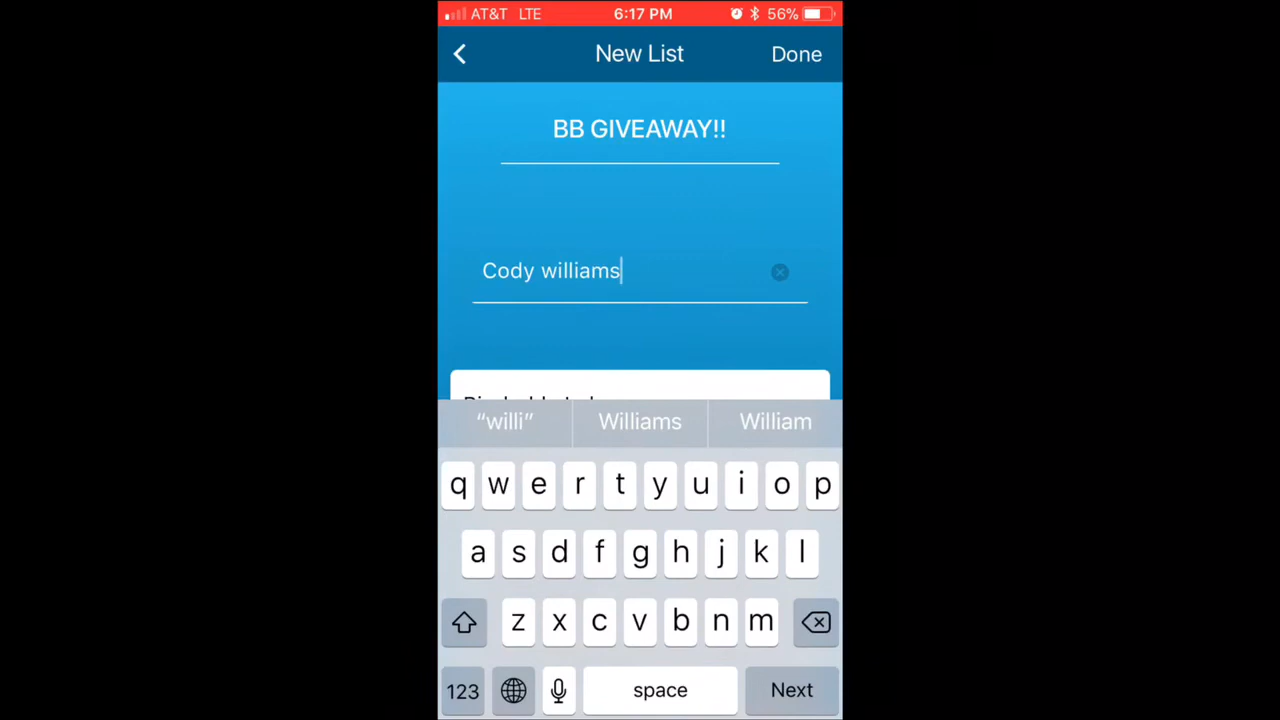 AT&T LTE 6:17 PM 56%
New List Done
BB GIVEAWAY!!
Cody williams
“willi” Williams William
q w e r t y u i o p
a s d f g h j k l
z x c v b n m
123 space Next